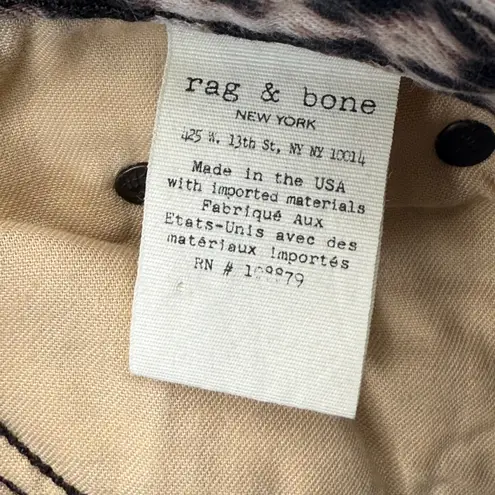 rag & bone
NEW YORK
425 W. 13th St, NY NY 10014
Made in the USA
with imported materials
Fabriqué Aux
Etats-Unis avec des
matériaux importés
RN #